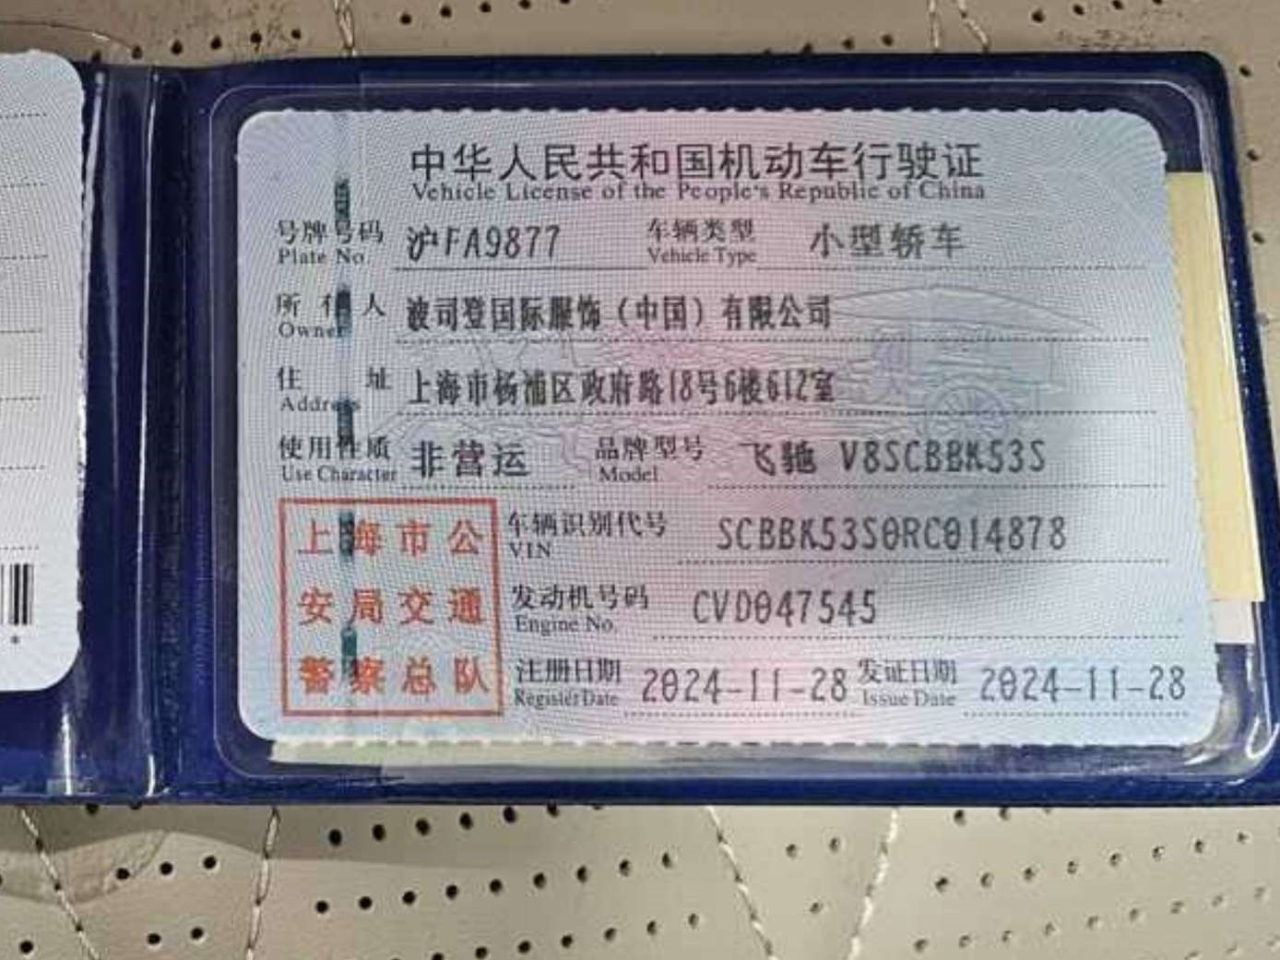 中华人民共和国机动车行驶证
Vehicle License of the People's Republic of China
号牌号码 沪FA9877 车辆类型 小型轿车
Plate No. Vehicle Type
所有人 波司登国际服饰（中国）有限公司
Owner
住址 上海市杨浦区政府路18号6楼612室
Address
使用性质 非营运 品牌型号 飞驰 V8SCBBK53S
Use Character Model
上海市公
安局交通
警察总队
车辆识别代号 SCBBK53S0RC014878
VIN
发动机号码 CVD047545
Engine No.
注册日期 2024-11-28 发证日期 2024-11-28
Register Date Issue Date
*